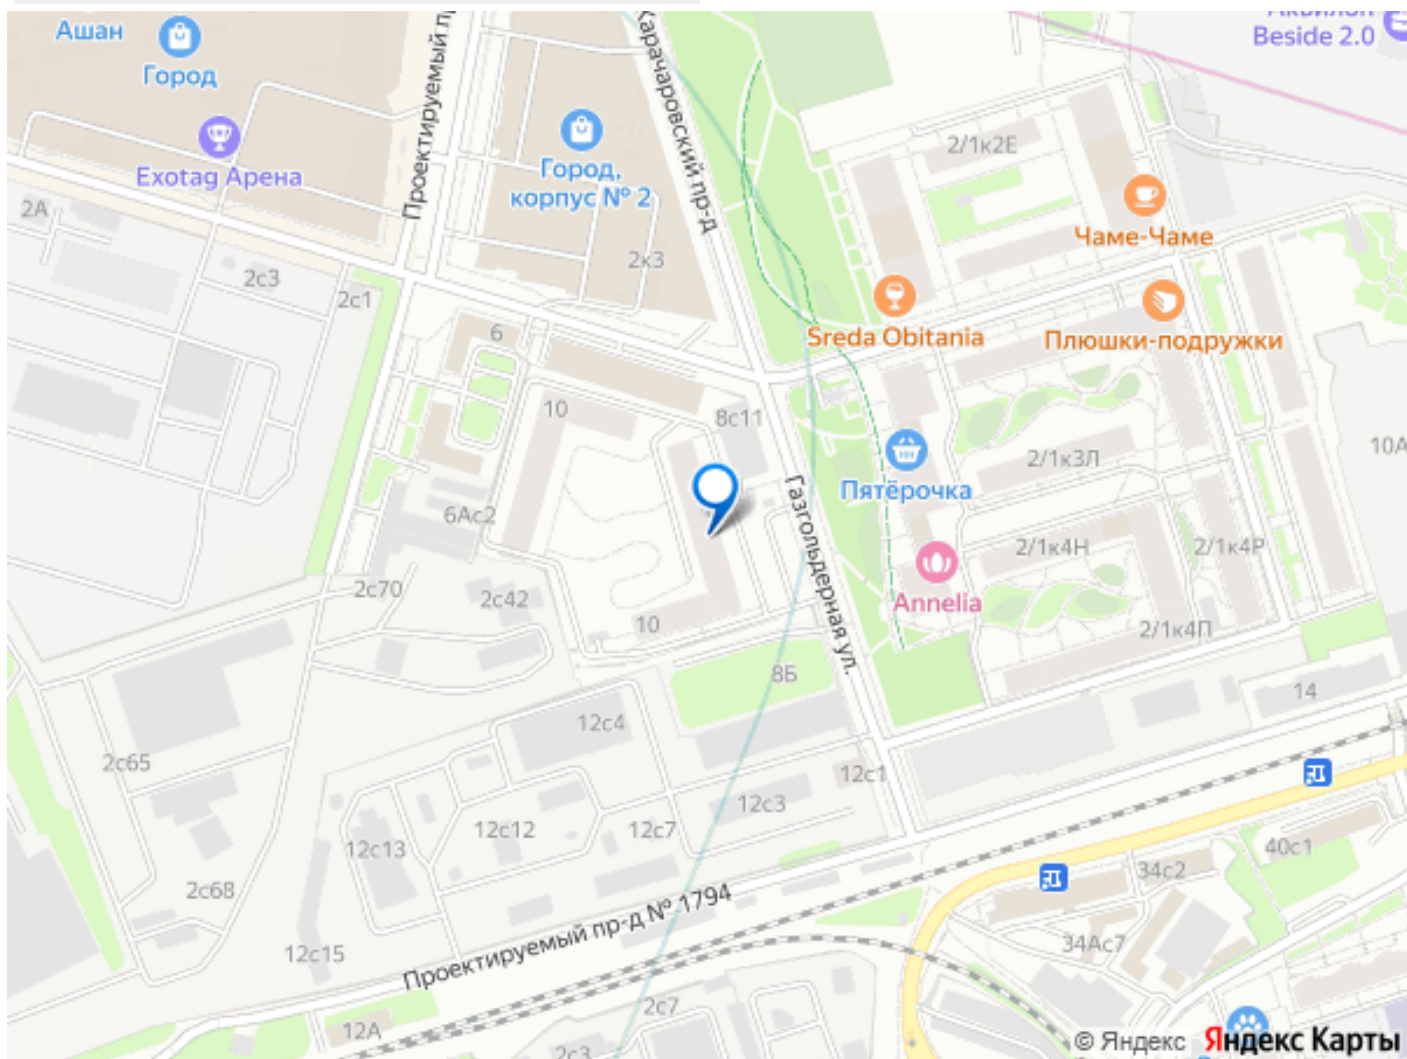 Аквилон
Beside 2.0
Ашан
Город
Проектируемый пр
Карачаровский пр-д
Exotag Арена
Город,
корпус № 2
2/1к2Е
Чаме-Чаме
2А
2с3
2с1
2к3
Sreda Obitania
Плюшки-подружки
6
10
8с11
10А
Пятёрочка
2/1к3Л
Газгольдерная ул.
6Ас2
2/1к4Н
2/1к4Р
Annelia
2с70
2с42
10
2/1к4П
8Б
14
12с4
2с65
12с1
12с3
12с12
12с7
12с13
40с1
34с2
2с68
Проектируемый пр-д № 1794
12с15
34Ас7
2с7
12А
2с3
© Яндекс Яндекс Карты